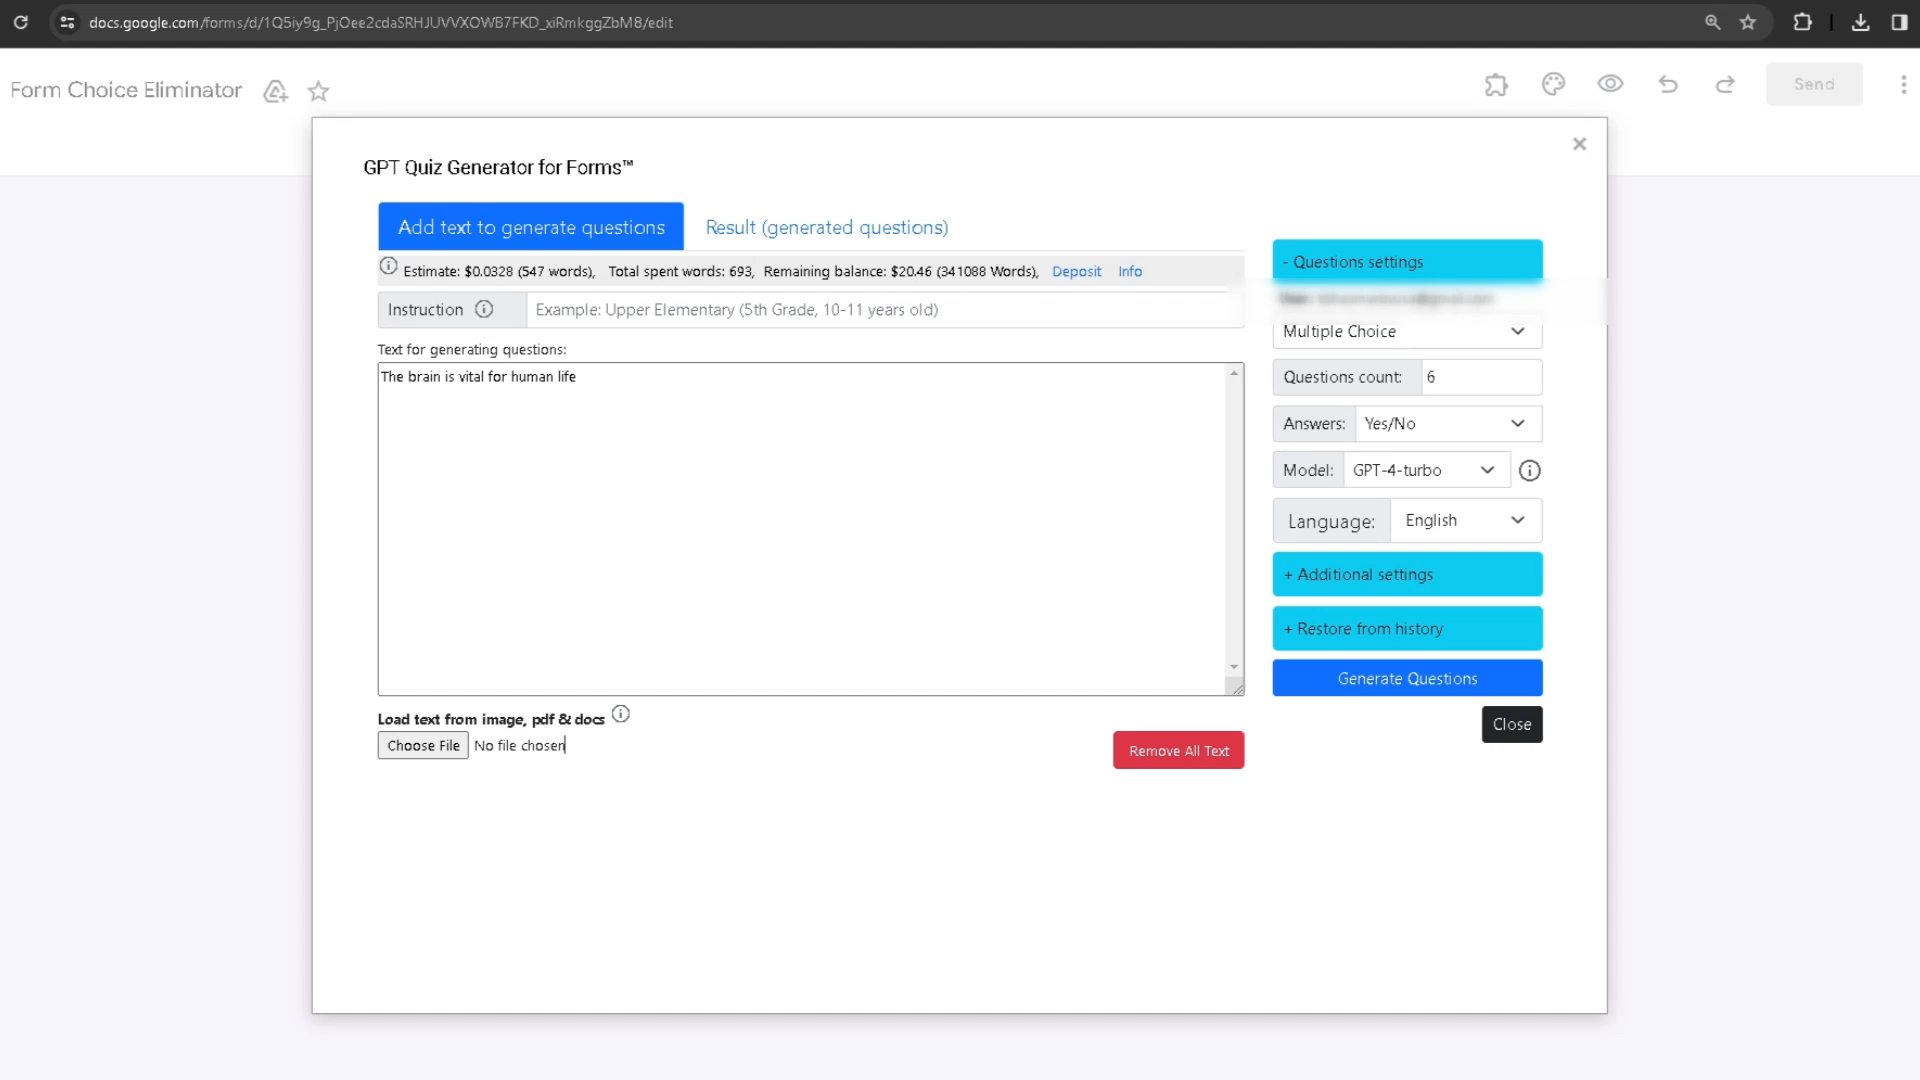 docs.google.com/forms/d/1Q5iy9g_PjOee2cdaSRHJUVVXOWB7FKD_xiRmkggZbM8/edit
Form Choice Eliminator
Send
GPT Quiz Generator for Forms™
Add text to generate questions
Result (generated questions)
Estimate: $0.0328 (547 words), Total spent words: 693, Remaining balance: $20.46 (341088 Words), Deposit Info
Instruction
Example: Upper Elementary (5th Grade, 10-11 years old)
Text for generating questions:
The brain is vital for human life
Load text from image, pdf & docs
Choose File No file chosen
Remove All Text
- Questions settings
Multiple Choice
Questions count: 6
Answers: Yes/No
Model: GPT-4-turbo
Language: English
+ Additional settings
+ Restore from history
Generate Questions
Close